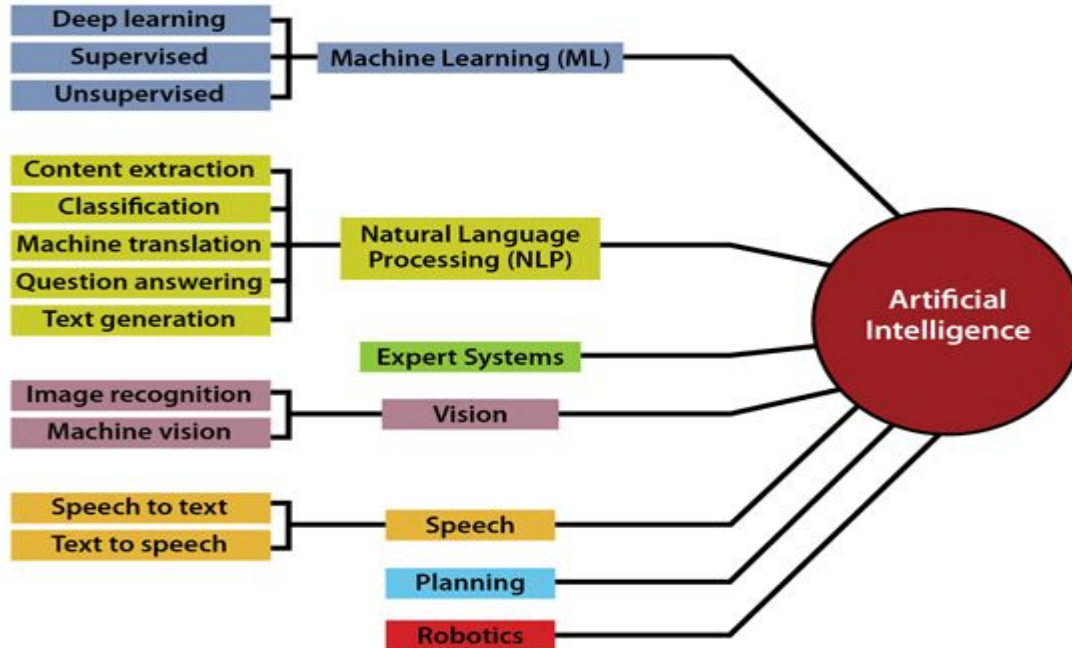 Deep learning
Supervised
Unsupervised
Machine Learning (ML)
Content extraction
Classification
Machine translation
Question answering
Text generation
Natural Language
Processing (NLP)
Expert Systems
Image recognition
Machine vision
Vision
Speech to text
Text to speech
Speech
Planning
Robotics
Artificial
Intelligence